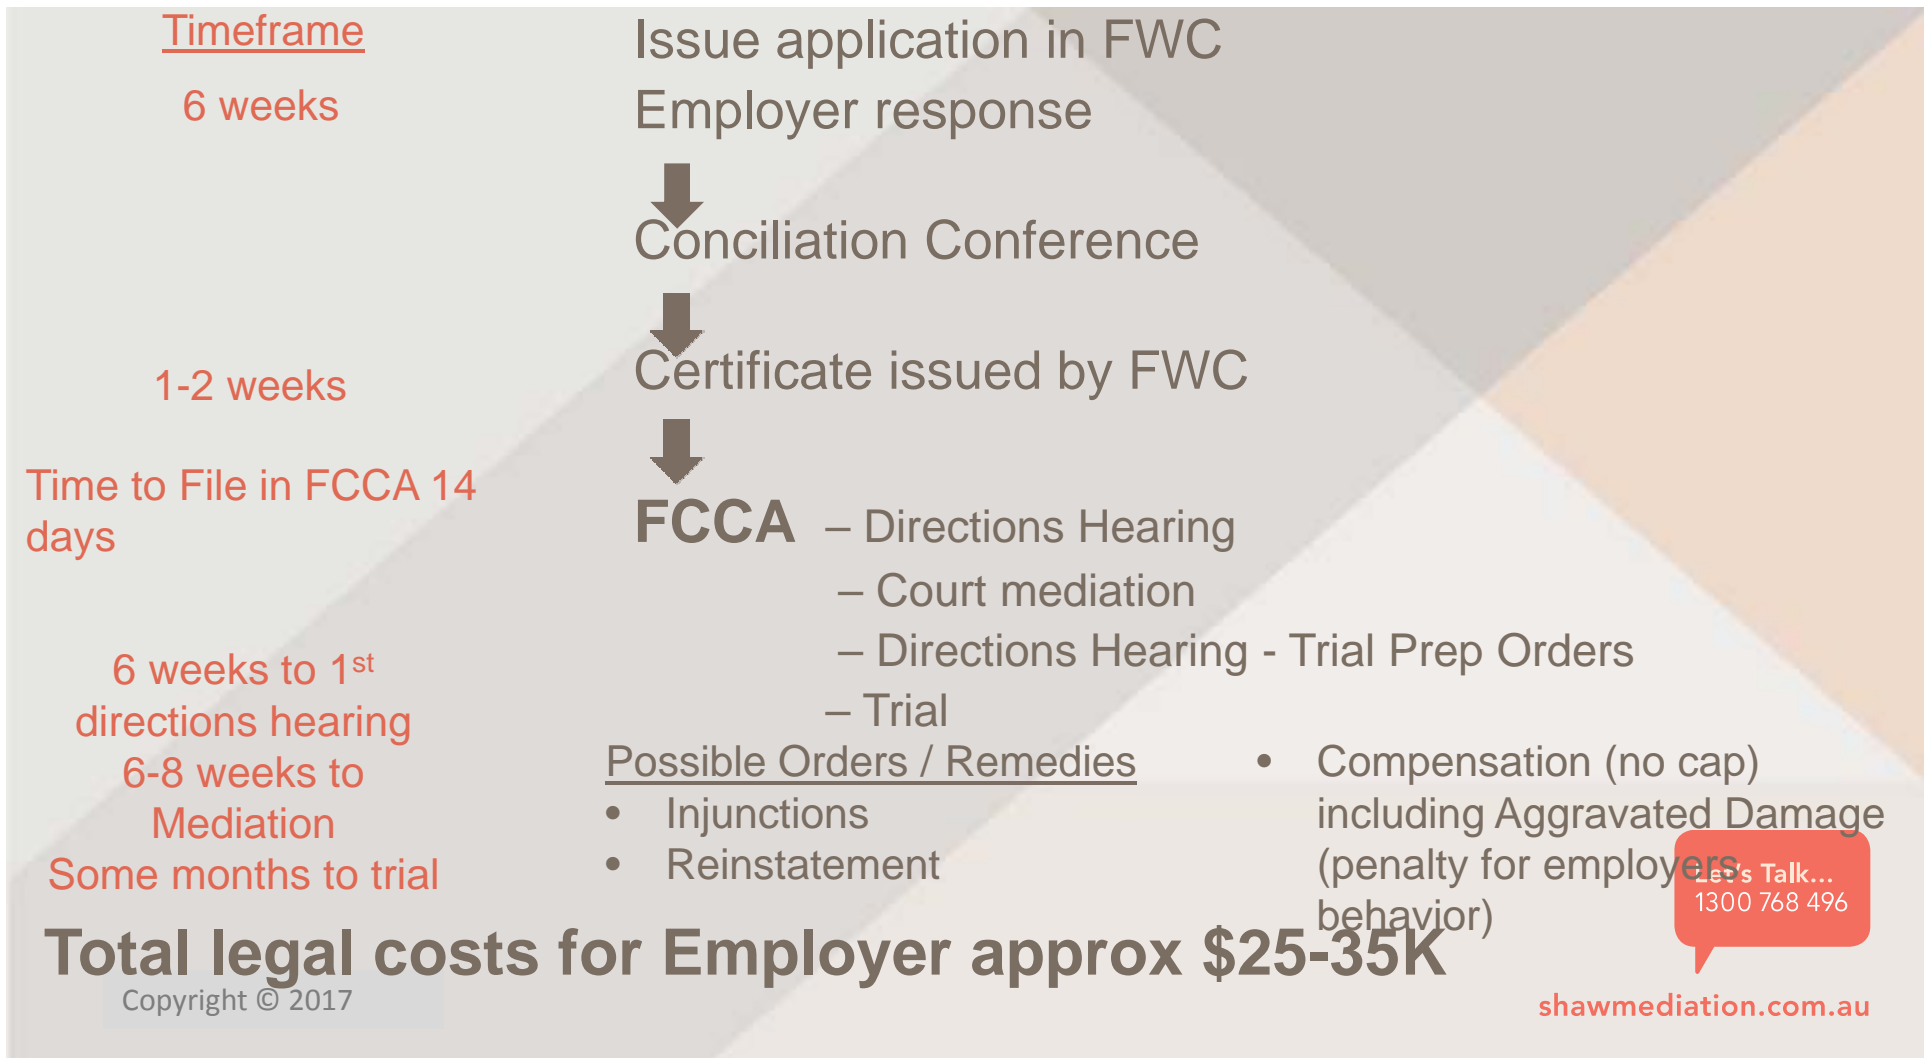 Timeframe
6 weeks
1-2 weeks
Time to File in FCCA 14
days
6 weeks to 1st
directions hearing
6-8 weeks to
Mediation
Some months to trial
Issue application in FWC
Employer response
Conciliation Conference
Certificate issued by FWC
FCCA – Directions Hearing
– Court mediation
– Directions Hearing - Trial Prep Orders
– Trial
Possible Orders / Remedies
• Injunctions
• Reinstatement
• Compensation (no cap)
including Aggravated Damage
(penalty for employers
behavior)
Let's Talk...
1300 768 496
Total legal costs for Employer approx $25-35K
Copyright © 2017
shawmediation.com.au